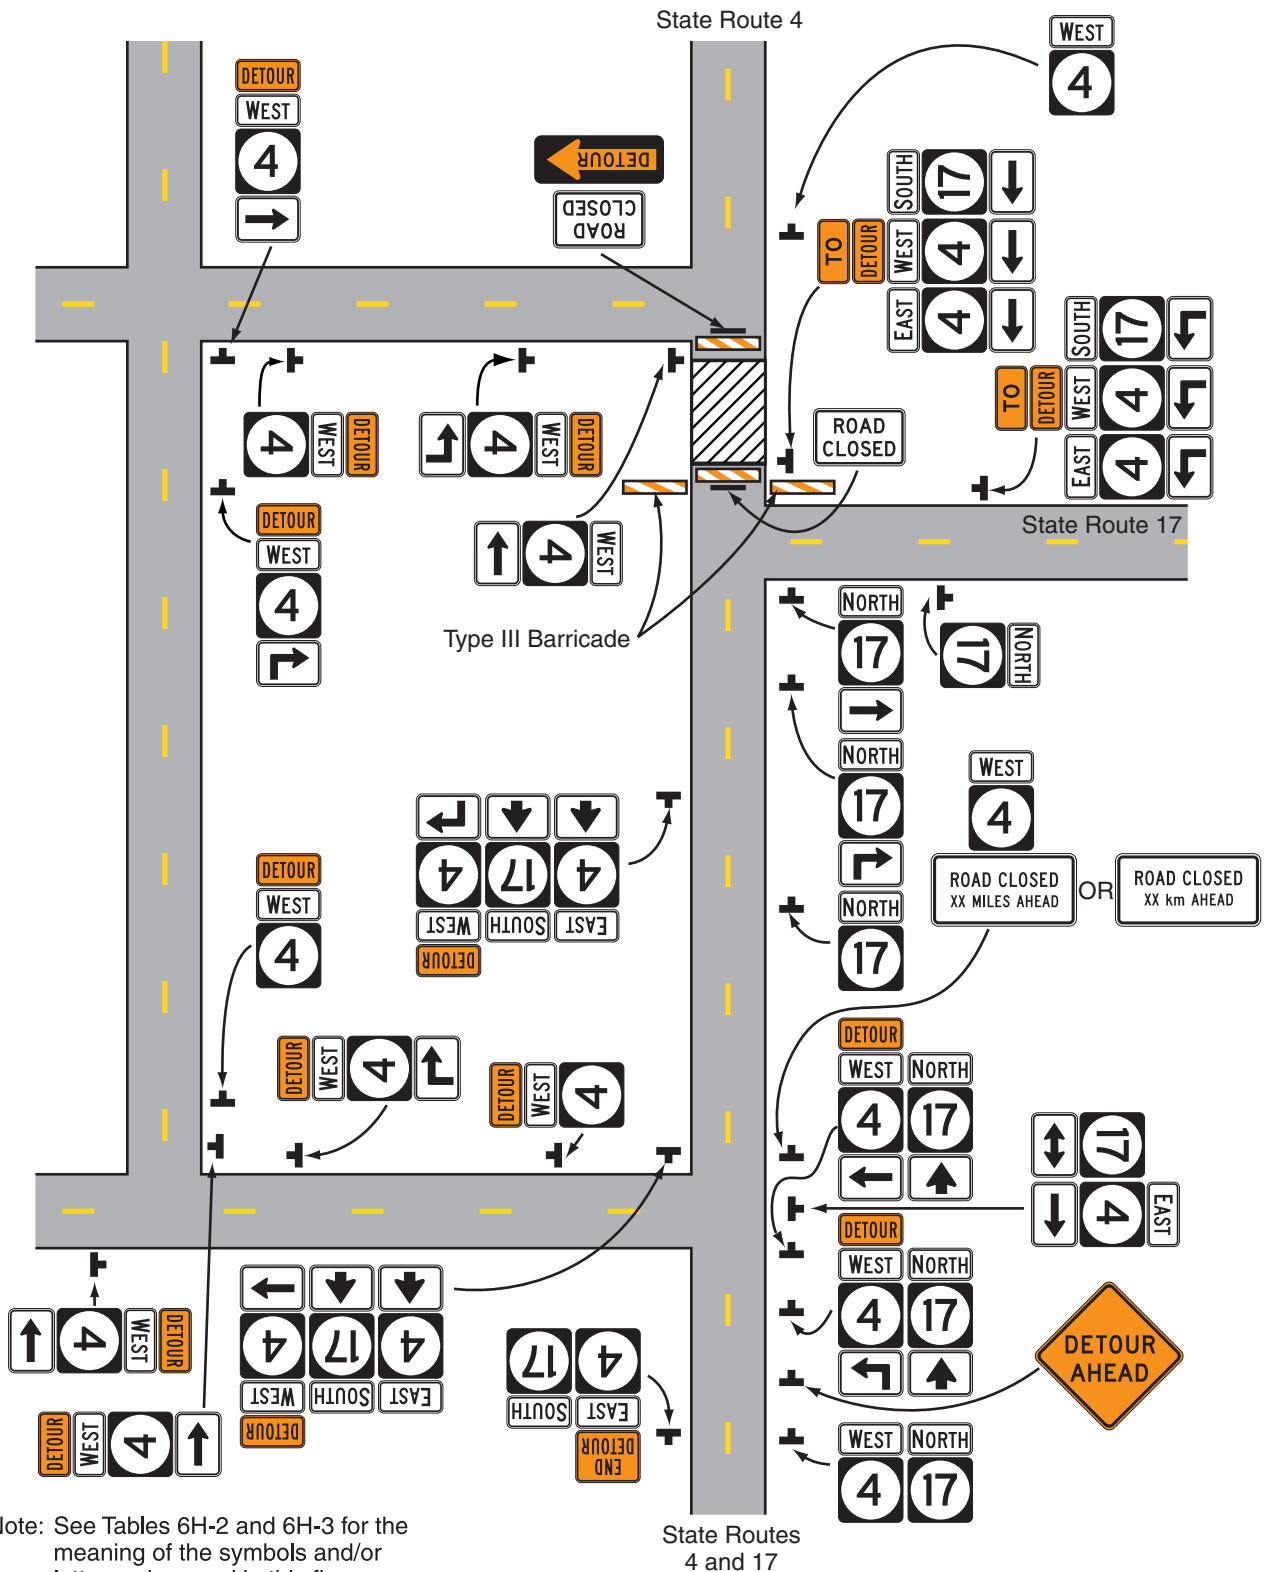 State Route 4
WEST
4
DETOUR
WEST
4
DETOUR
ROAD
CLOSED
SOUTH 17
TO DETOUR WEST 4
EAST 4
SOUTH 17
TO DETOUR WEST 4
EAST 4
ROAD
CLOSED
State Route 17
DETOUR
WEST
4
DETOUR
WEST
4
DETOUR
WEST
4
WEST
4
Type III Barricade
NORTH
17
NORTH
17
NORTH
17
NORTH
17
WEST
4
ROAD CLOSED
XX MILES AHEAD
OR
ROAD CLOSED
XX km AHEAD
4 17 4
WEST SOUTH EAST
DETOUR
DETOUR
WEST
4
DETOUR WEST 4
DETOUR WEST 4
DETOUR
WEST NORTH
4 17
17
4 EAST
DETOUR
WEST NORTH
4 17
DETOUR
AHEAD
WEST NORTH
4 17
4 WEST DETOUR
DETOUR WEST 4
4 17 4
WEST SOUTH EAST
DETOUR
17 4
SOUTH EAST
END
DETOUR
State Routes
4 and 17
Note: See Tables 6H-2 and 6H-3 for the
meaning of the symbols and/or